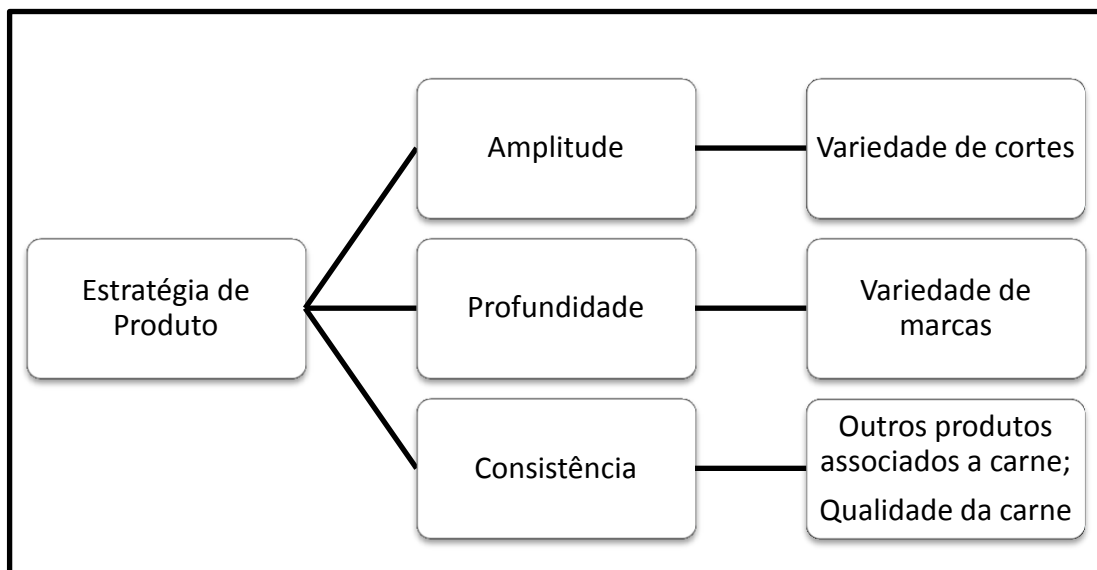 Estratégia de
Produto
Amplitude
Variedade de cortes
Profundidade
Variedade de
marcas
Consistência
Outros produtos
associados a carne;
Qualidade da carne